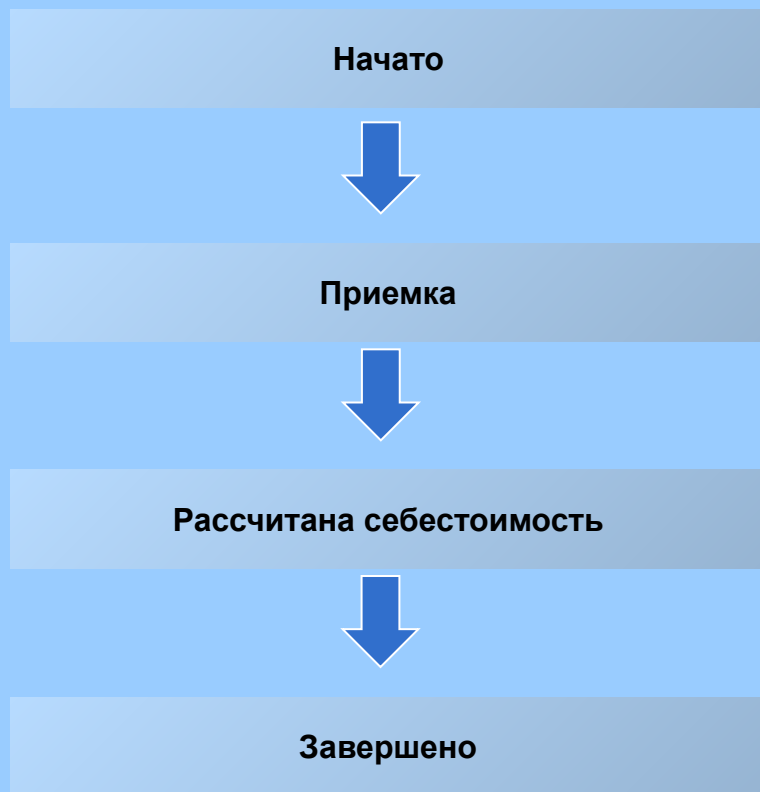 Начато
Приемка
Рассчитана себестоимость
Завершено